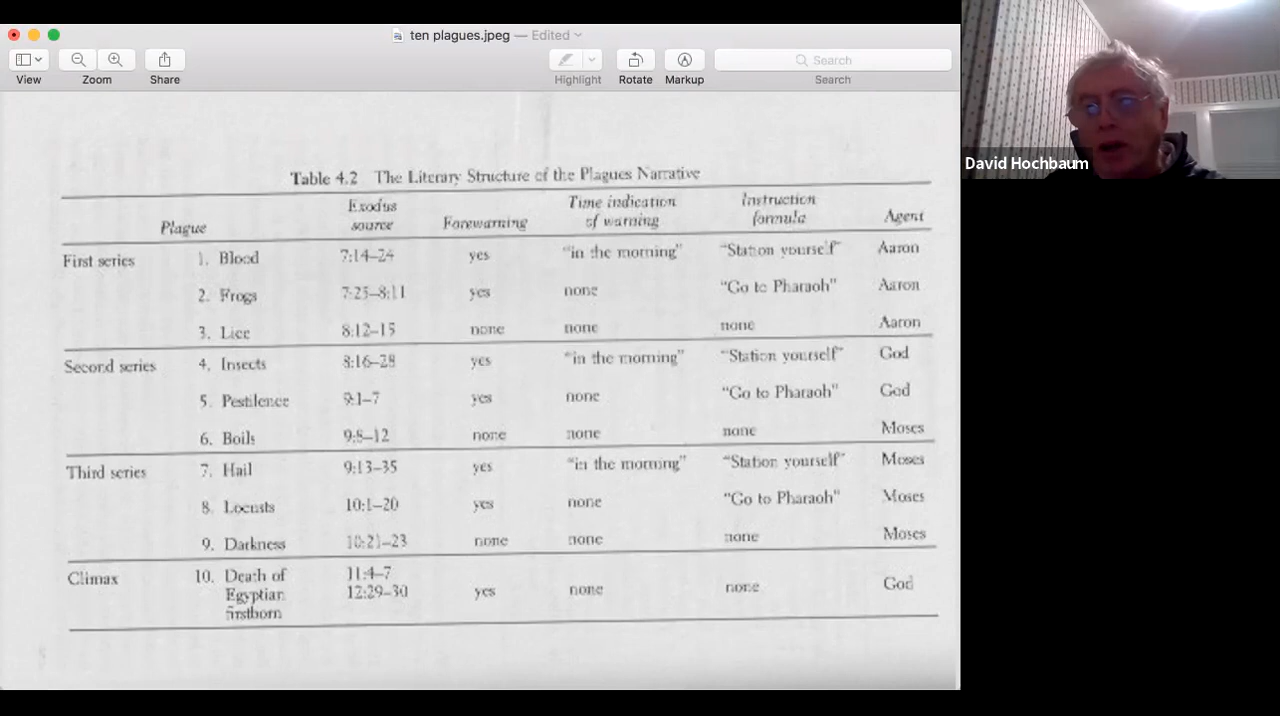 ten plagues.jpeg — Edited
View Zoom Share Highlight Rotate Markup Search
Search
David Hochbaum
Table 4.2 The Literary Structure of the Plagues Narrative
Plague Exodus source Forewarning Time indication of warning Instruction formula Agent
First series 1. Blood 7:14–24 yes "in the morning" "Station yourself" Aaron
2. Frogs 7:25–8:11 yes none "Go to Pharaoh" Aaron
3. Lice 8:12–15 none none none Aaron
Second series 4. Insects 8:16–28 yes "in the morning" "Station yourself" God
5. Pestilence 9:1–7 yes none "Go to Pharaoh" God
6. Boils 9:8–12 none none none Moses
Third series 7. Hail 9:13–35 yes "in the morning" "Station yourself" Moses
8. Locusts 10:1–20 yes none "Go to Pharaoh" Moses
9. Darkness 10:21–23 none none none Moses
Climax 10. Death of 11:4–7
Egyptian 12:29–30 yes none none God
firstborn